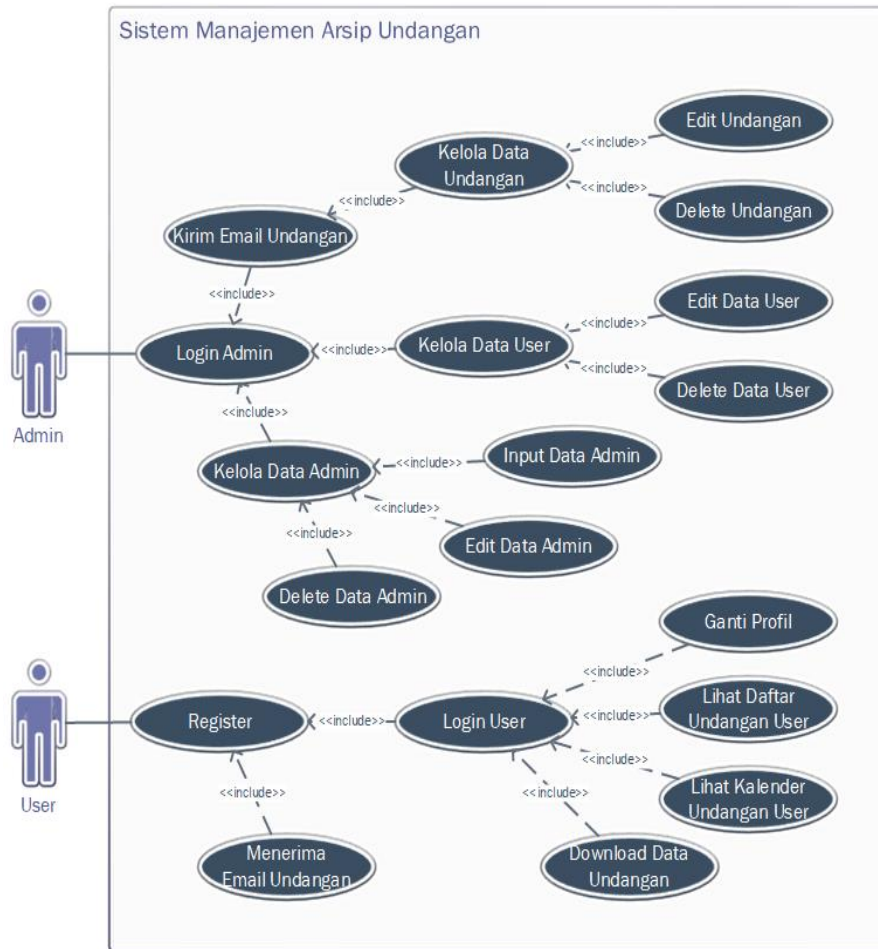 Sistem Manajemen Arsip Undangan
Edit Undangan
<<include>>
Kelola Data
Undangan
<<include>>
Delete Undangan
<<include>>
Kirim Email Undangan
<<include>>
Edit Data User
<<include>>
Login Admin
<<include>>
Kelola Data User
<<include>>
Delete Data User
Admin
<<include>>
Kelola Data Admin
<<include>>
Input Data Admin
<<include>>
Edit Data Admin
<<include>>
Delete Data Admin
Ganti Profil
<<include>>
Register
<<include>>
Login User
<<include>>
Lihat Daftar
Undangan User
<<include>>
Lihat Kalender
Undangan User
User
<<include>>
<<include>>
Menerima
Email Undangan
Download Data
Undangan